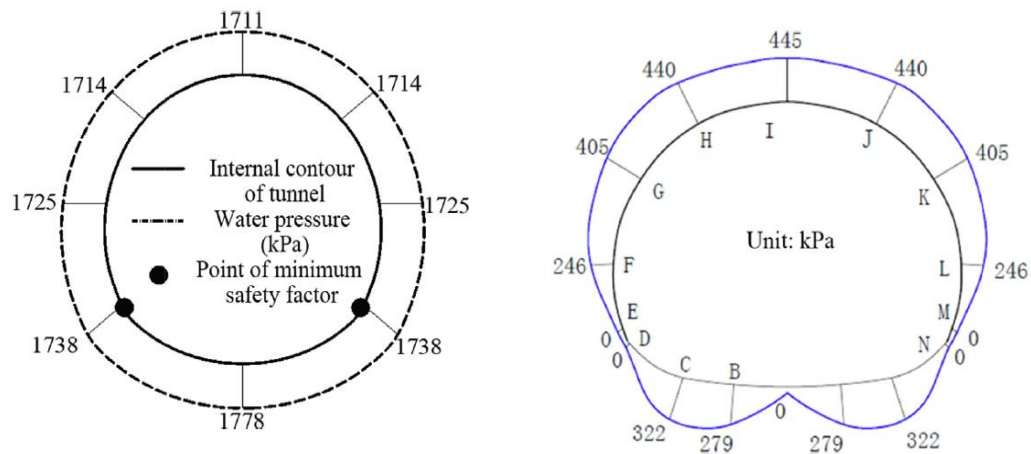 1711
1714
1714
Internal contour
of tunnel
1725
1725
Water pressure
(kPa)
Point of minimum
safety factor
1738
1738
1778
445
440
440
H
I
J
405
405
G
K
Unit: kPa
246
F
L
246
E
M
0
D
N
0
0
0
C
B
0
322
279
279
322